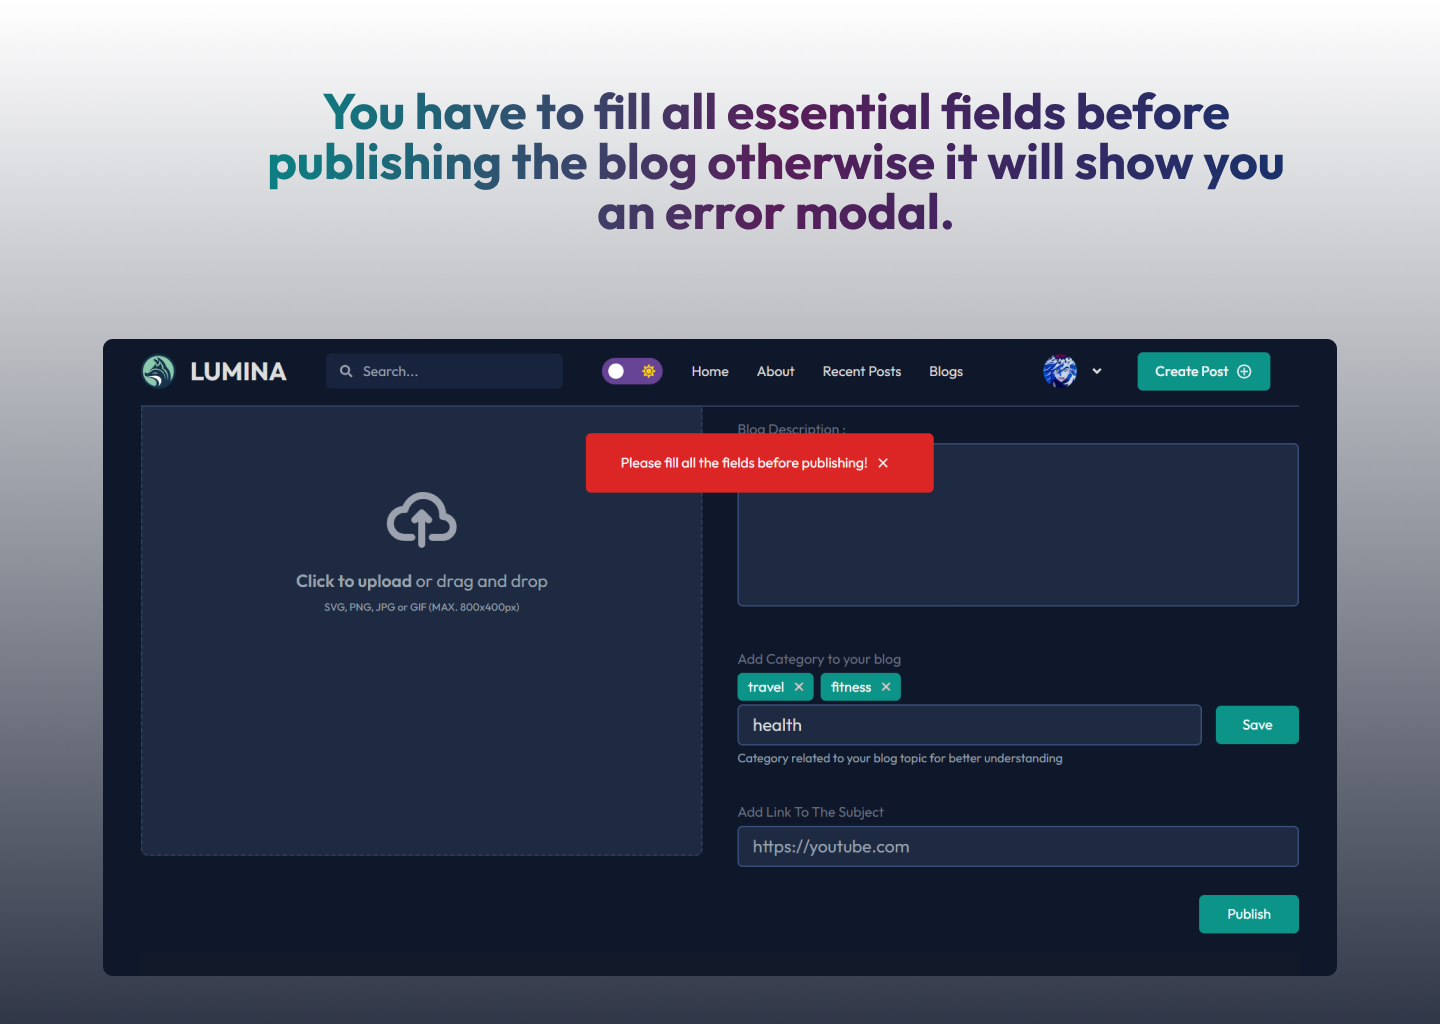 You have to fill all essential fields before
publishing the blog otherwise it will show you
an error modal.
LUMINA
Search...
Home
About
Recent Posts
Blogs
Create Post
Blog Description :
Please fill all the fields before publishing!
Click to upload or drag and drop
SVG, PNG, JPG or GIF (MAX. 800x400px)
Add Category to your blog
travel
fitness
health
Save
Category related to your blog topic for better understanding
Add Link To The Subject
https://youtube.com
Publish